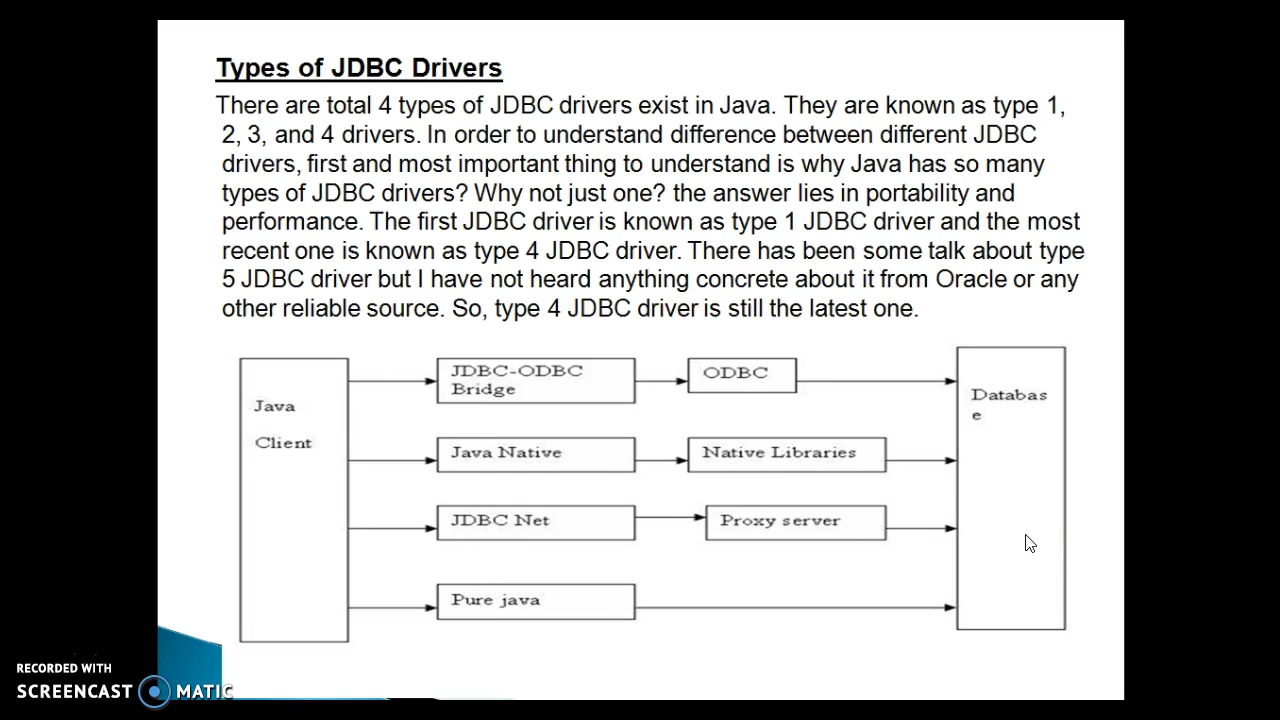 Types of JDBC Drivers
There are total 4 types of JDBC drivers exist in Java. They are known as type 1,
2, 3, and 4 drivers. In order to understand difference between different JDBC
drivers, first and most important thing to understand is why Java has so many
types of JDBC drivers? Why not just one? the answer lies in portability and
performance. The first JDBC driver is known as type 1 JDBC driver and the most
recent one is known as type 4 JDBC driver. There has been some talk about type
5 JDBC driver but I have not heard anything concrete about it from Oracle or any
other reliable source. So, type 4 JDBC driver is still the latest one.
Java
Client
JDBC-ODBC
Bridge
ODBC
Databas
e
Java Native
Native Libraries
JDBC Net
Proxy server
Pure java
RECORDED WITH
SCREENCAST MATIC